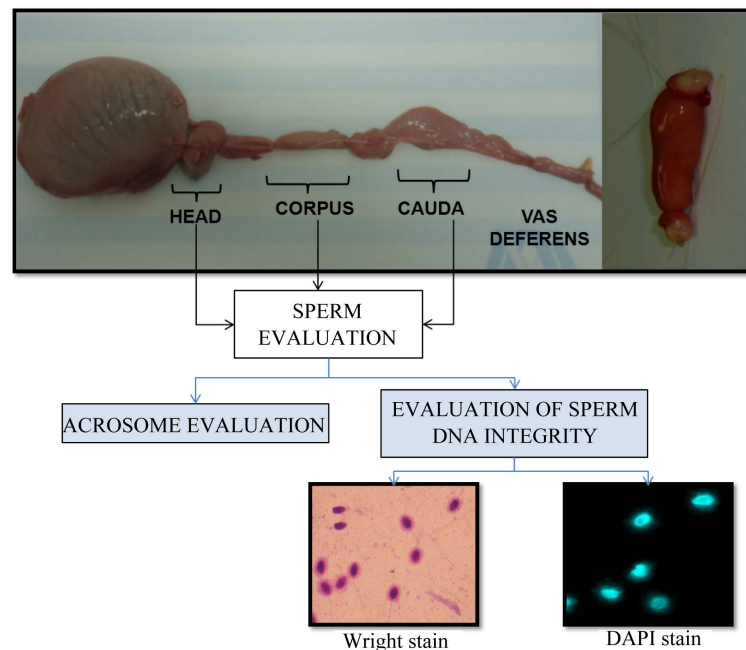 HEAD
CORPUS
CAUDA
VAS
DEFERENS
SPERM
EVALUATION
ACROSOME EVALUATION
EVALUATION OF SPERM
DNA INTEGRITY
Wright stain
DAPI stain